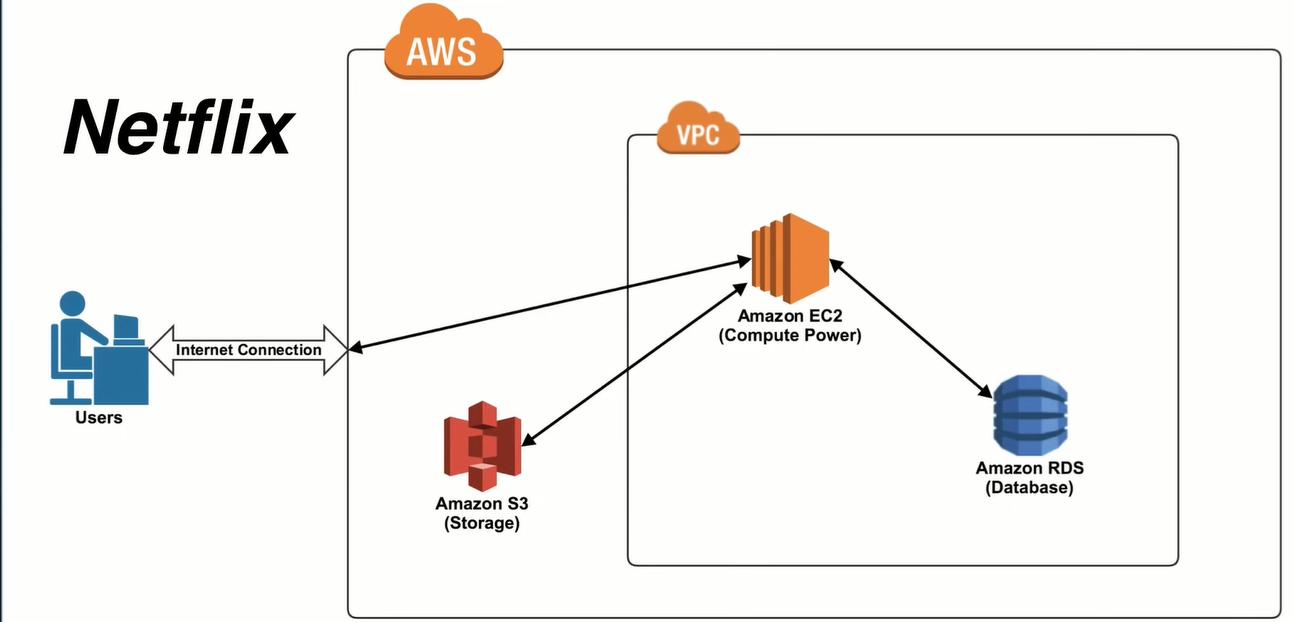 AWS
Netflix
VPC
Amazon EC2
(Compute Power)
Internet Connection
Users
Amazon S3
(Storage)
Amazon RDS
(Database)